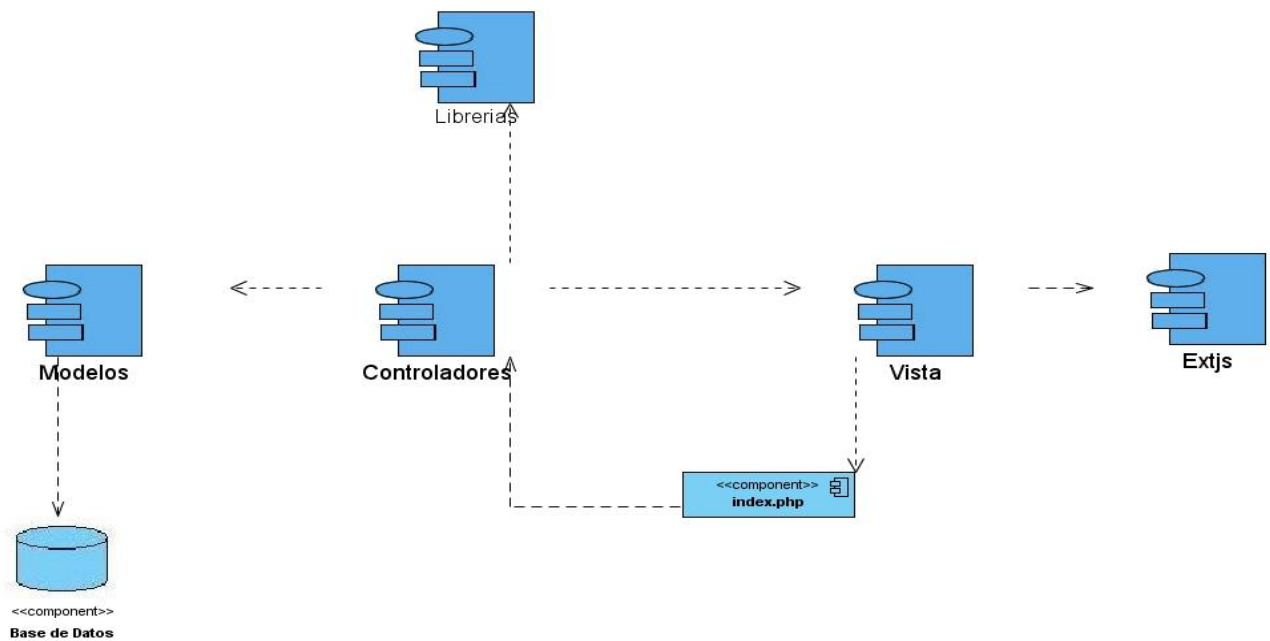 Librerias
Modelos
Controladores
Vista
Extjs
<<component>>
index.php
<<component>>
Base de Datos